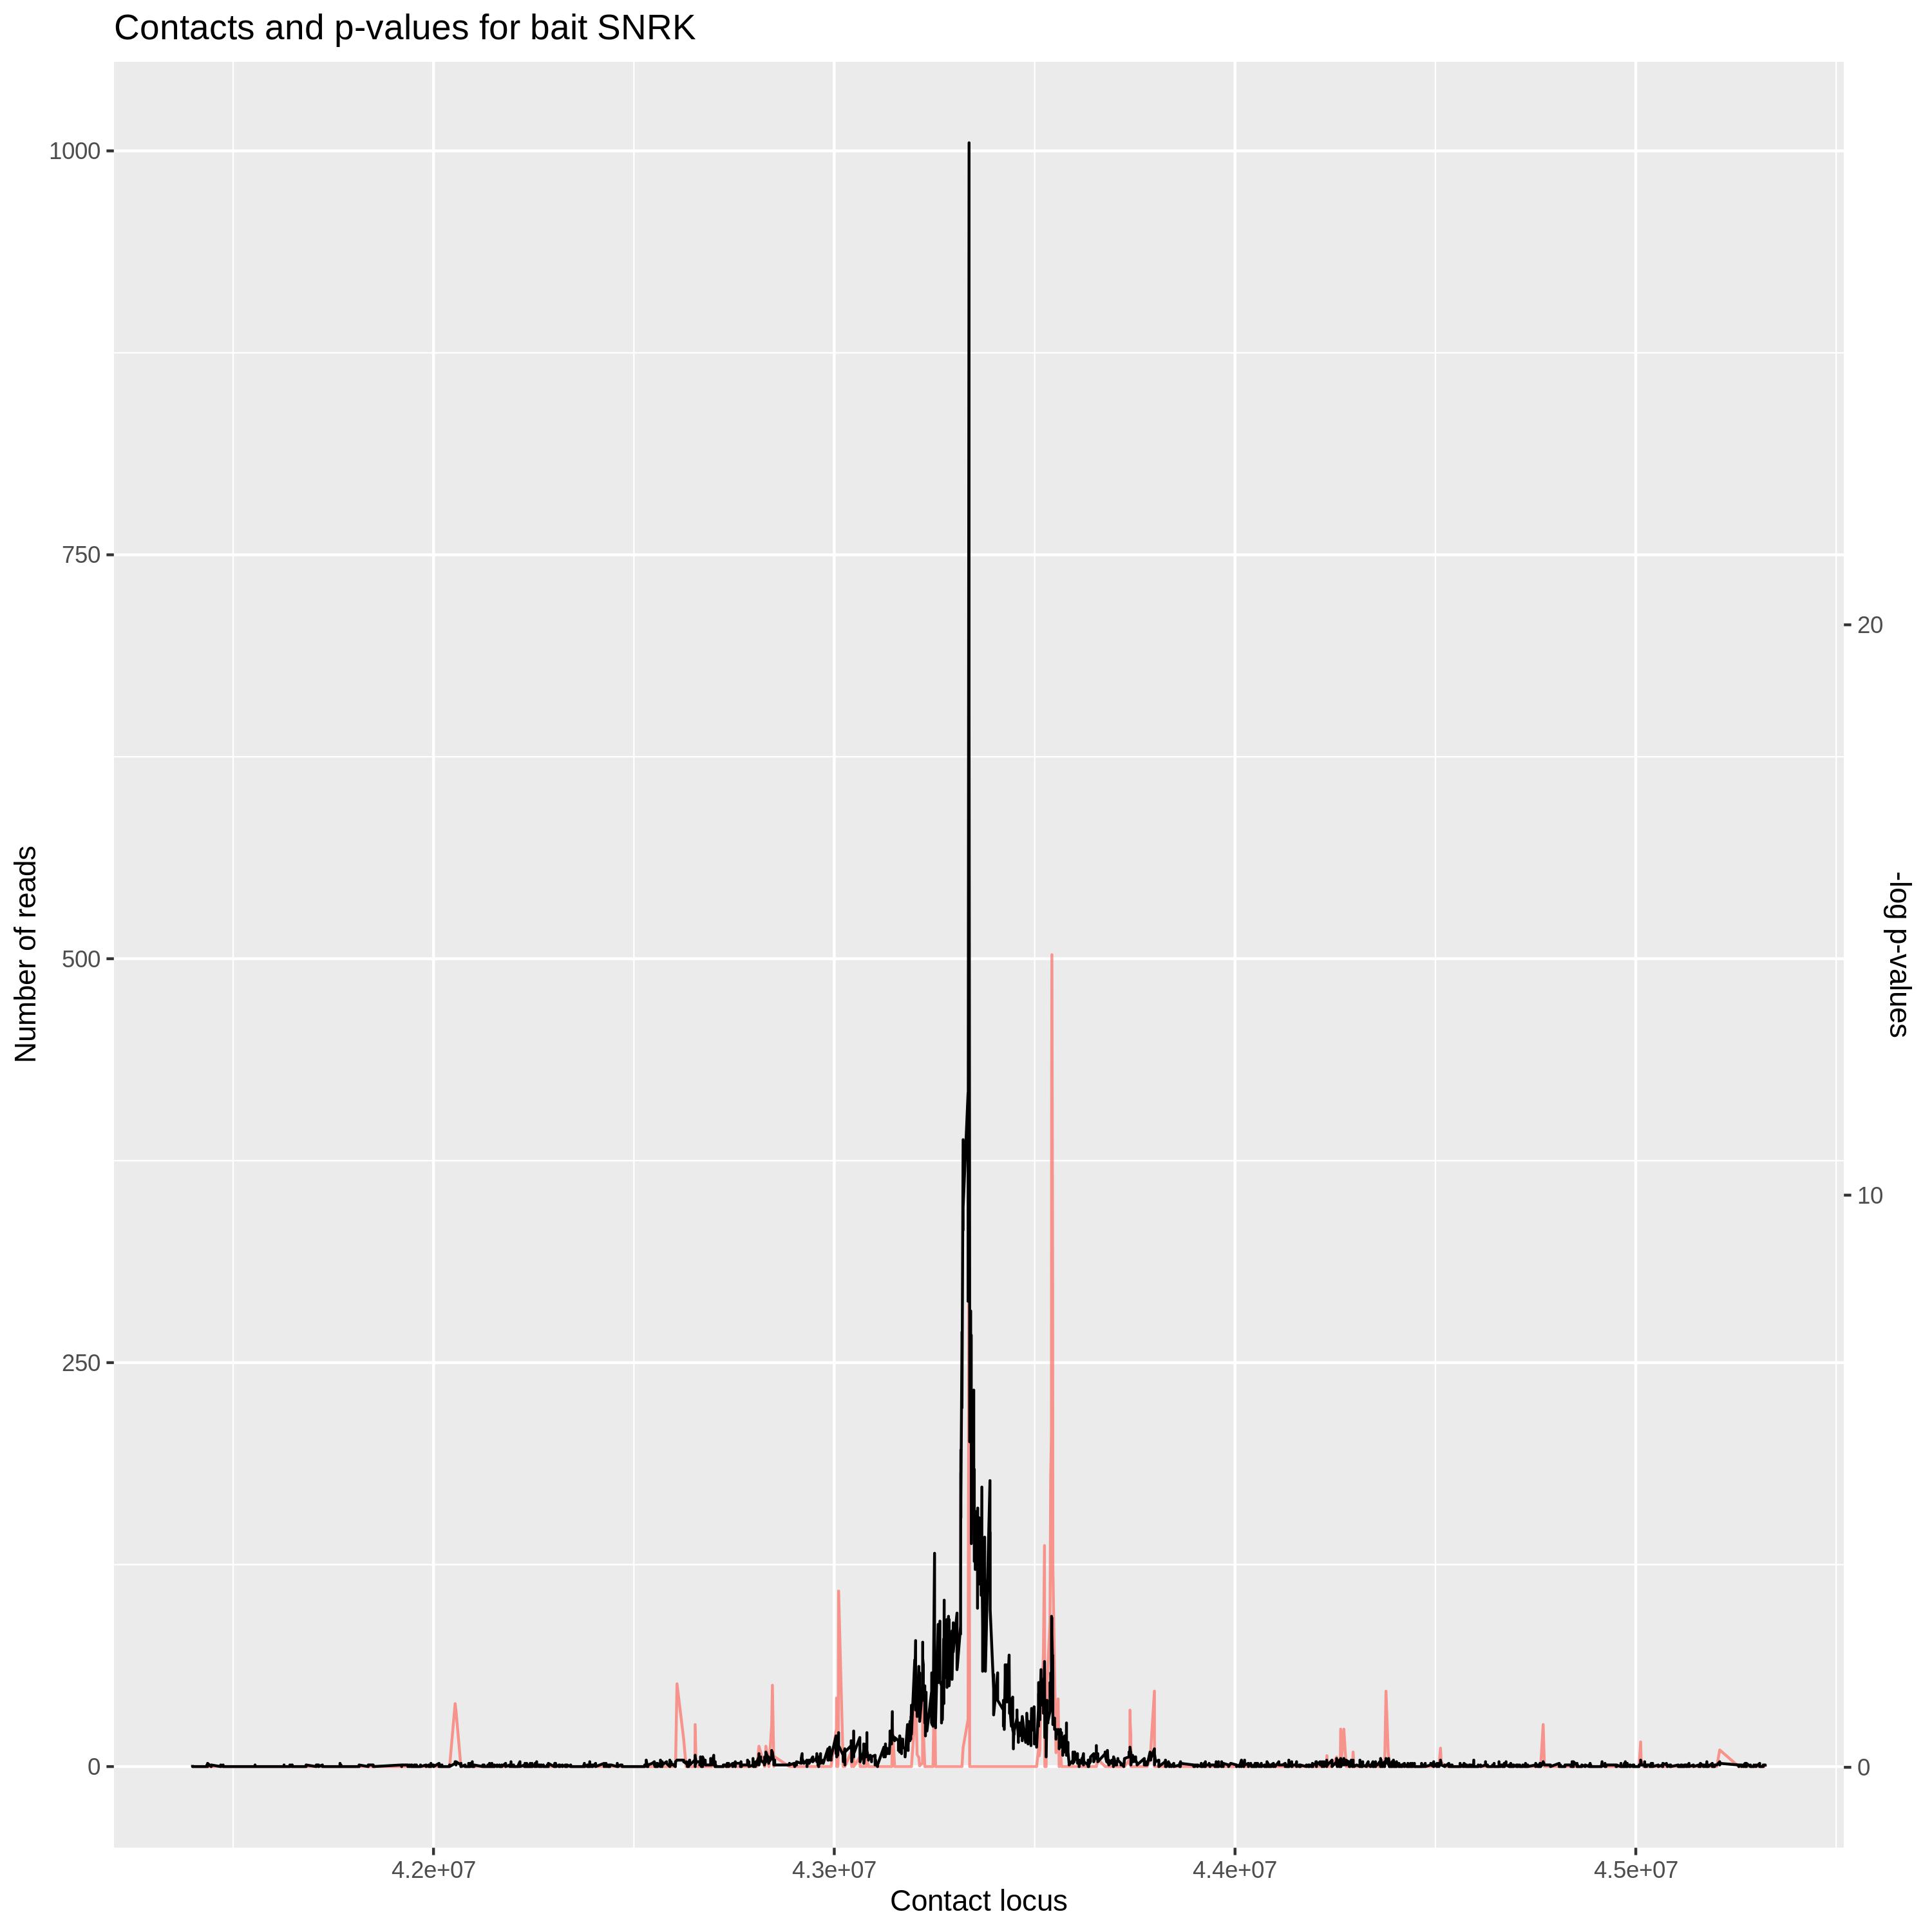 Contacts and p-values for bait SNRK
1000
750
500
250
0
Number of reads
20
10
0
-log p-values
4.2e+07
4.3e+07
4.4e+07
4.5e+07
Contact locus